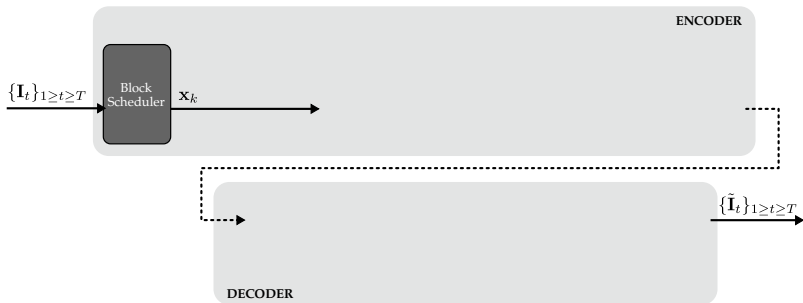 ENCODER
{I_t}_{1≥t≥T}
Block
Scheduler
x_k
{Ĩ_t}_{1≥t≥T}
DECODER